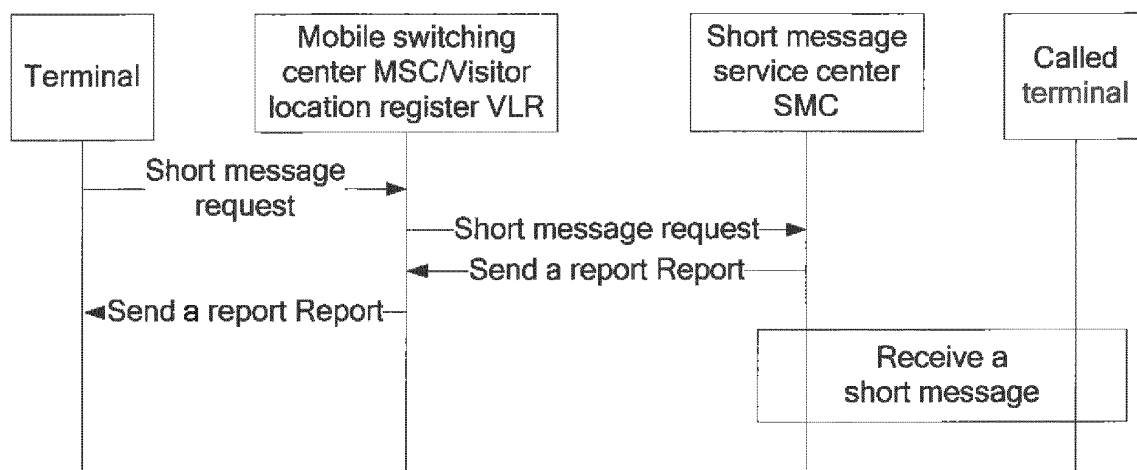 Terminal
Mobile switching
center MSC/Visitor
location register VLR
Short message
service center
SMC
Called
terminal
Short message
request
Short message request
Send a report Report
Send a report Report
Receive a
short message